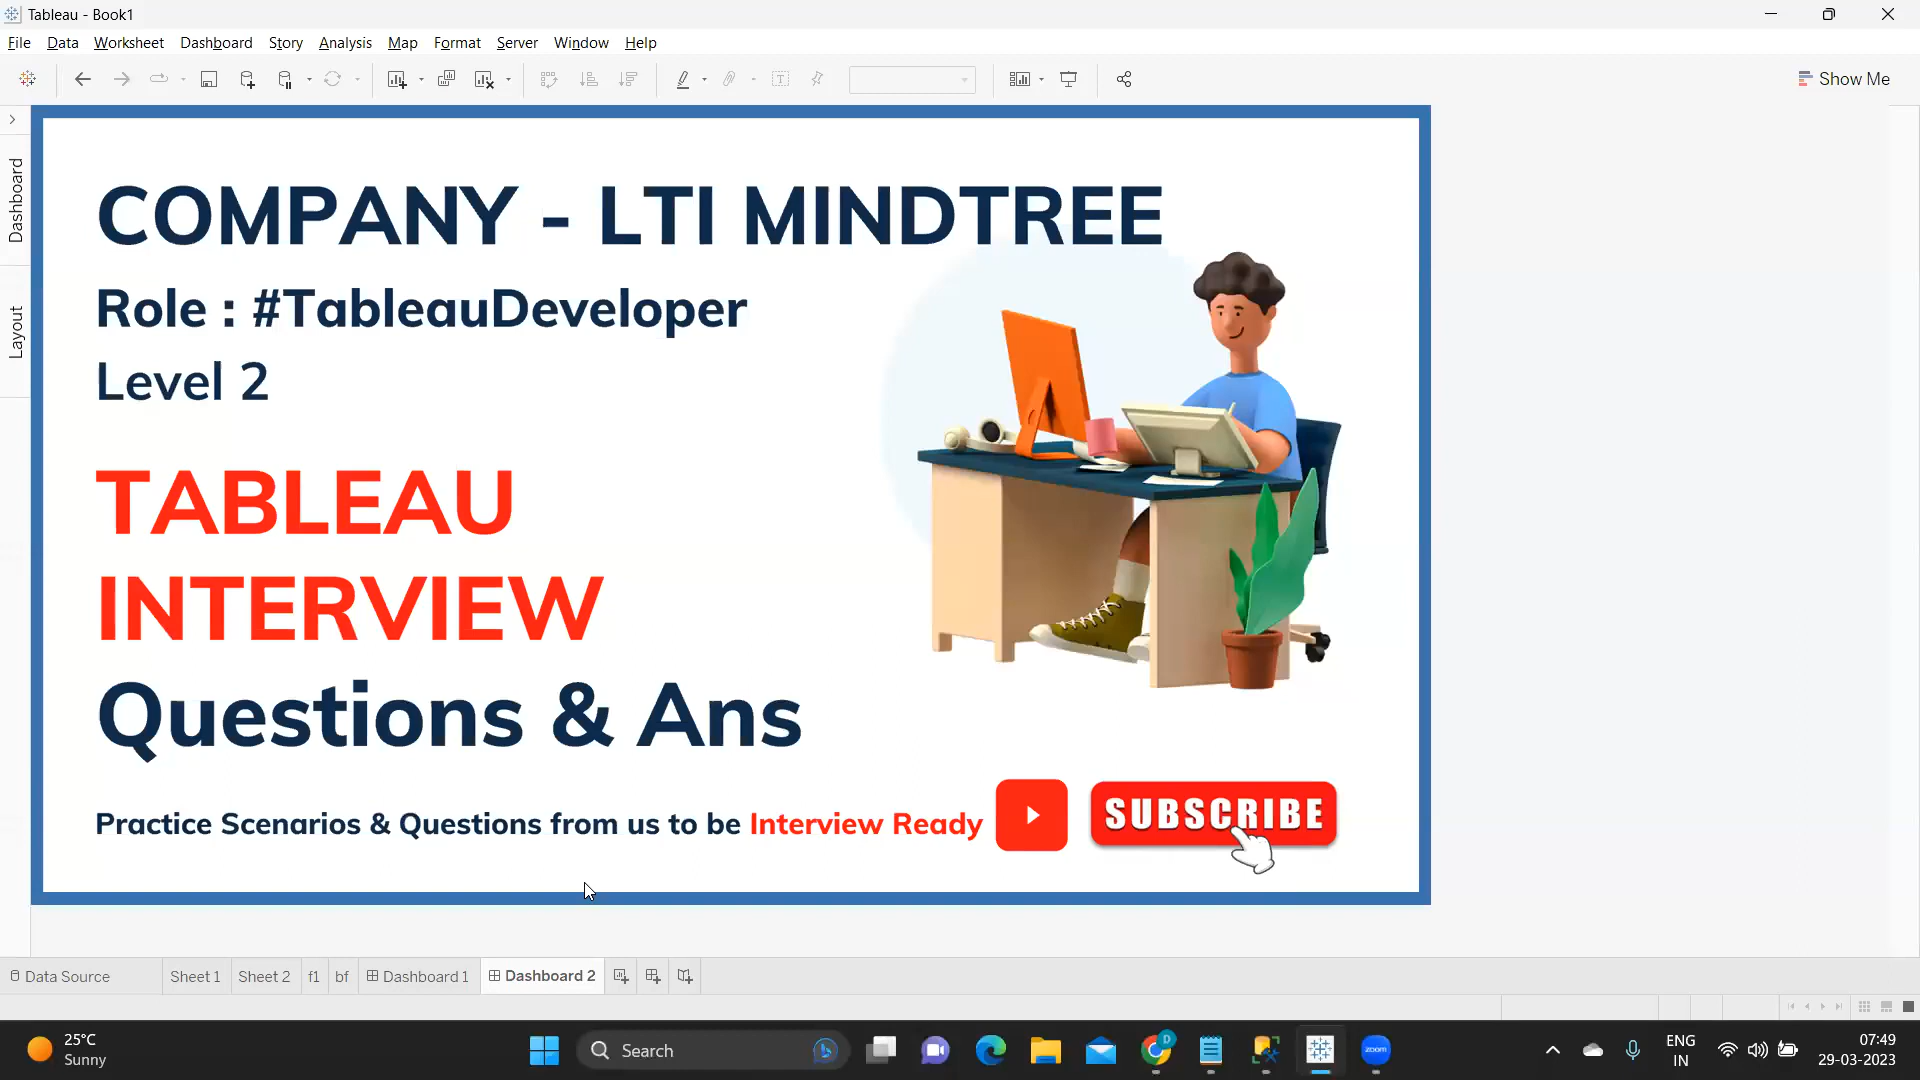 Tableau - Book1
File Data Worksheet Dashboard Story Analysis Map Format Server Window Help
Show Me
Dashboard
Layout
COMPANY - LTI MINDTREE
Role : #TableauDeveloper
Level 2
TABLEAU
INTERVIEW
Questions & Ans
Practice Scenarios & Questions from us to be Interview Ready
SUBSCRIBE
Data Source Sheet 1 Sheet 2 f1 bf Dashboard 1 Dashboard 2
25°C
Sunny
Search
D
zoom
ENG
IN
07:49
29-03-2023